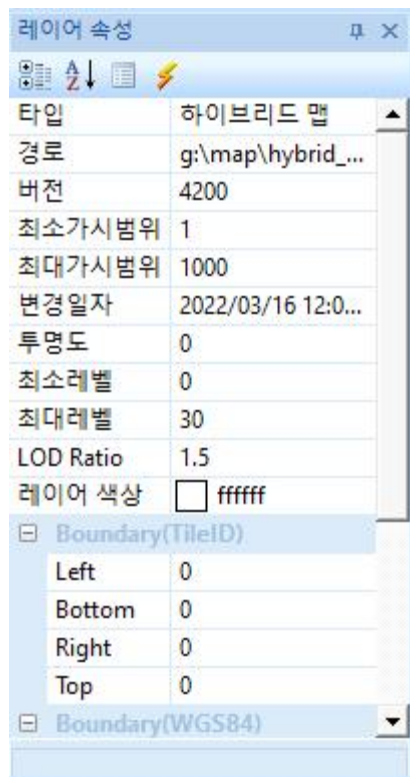 레이어 속성
타입 하이브리드 맵
경로 g:\map\hybrid_...
버전 4200
최소가시범위 1
최대가시범위 1000
변경일자 2022/03/16 12:0...
투명도 0
최소레벨 0
최대레벨 30
LOD Ratio 1.5
레이어 색상 ffffff
Boundary(TileID)
Left 0
Bottom 0
Right 0
Top 0
Boundary(WGS84)